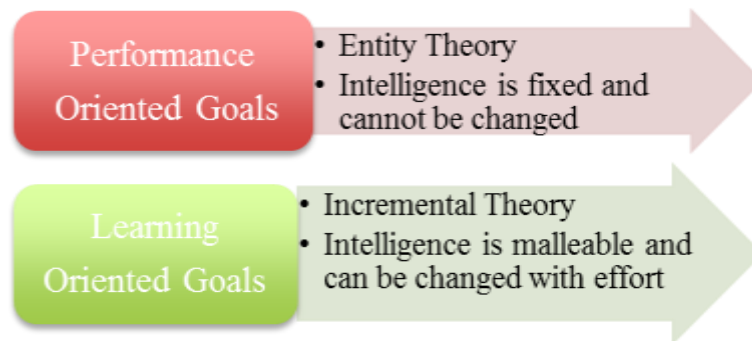 Performance
Oriented Goals
• Entity Theory
• Intelligence is fixed and
cannot be changed
Learning
Oriented Goals
• Incremental Theory
• Intelligence is malleable and
can be changed with effort